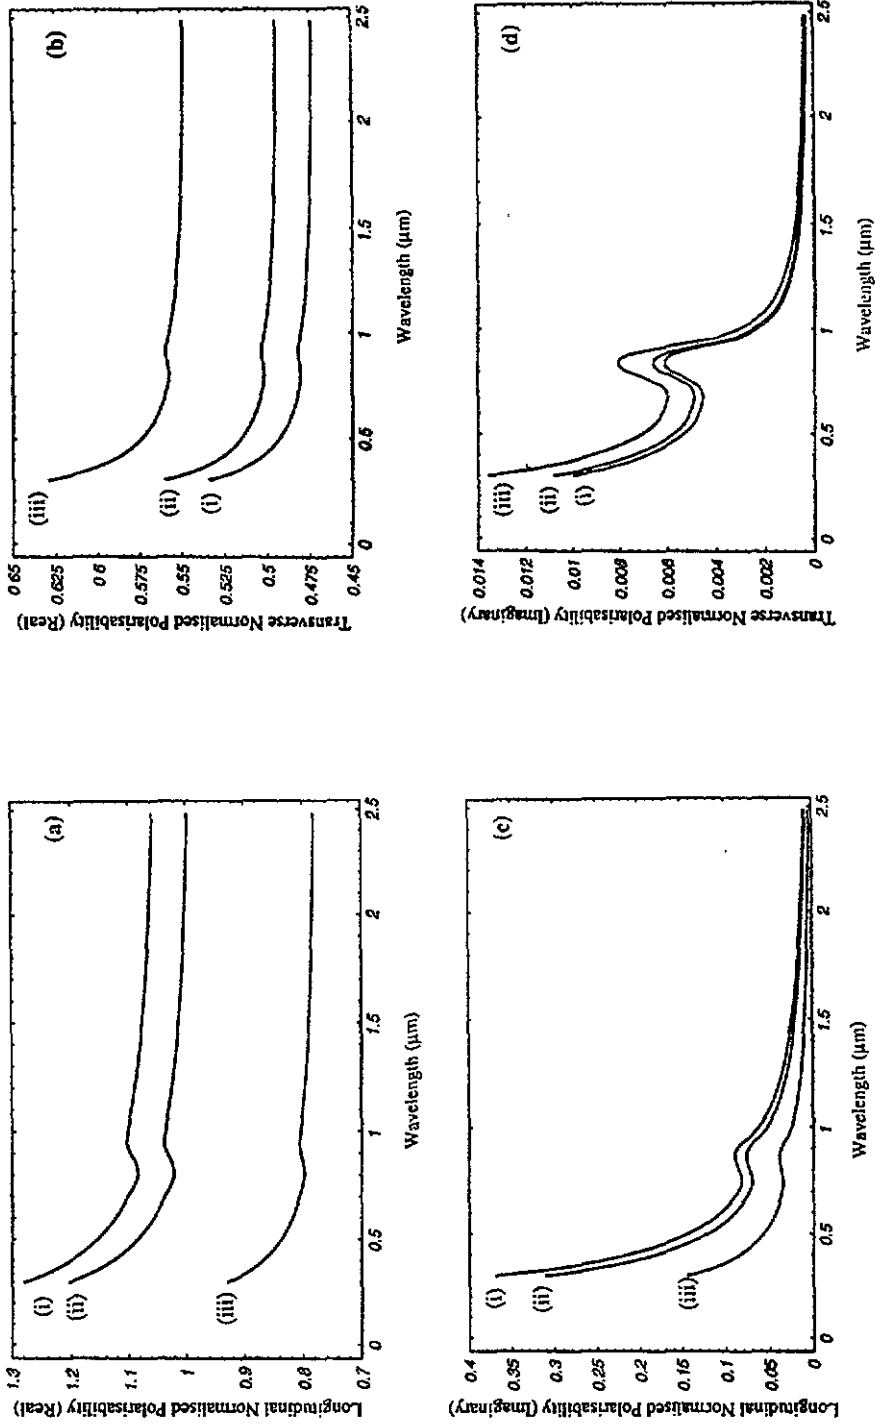 Longitudinal Normalised Polarisability (Real)
1.3
1.2
1.1
1
0.9
0.8
0.7
(a)
(i)
(ii)
(iii)
0 0.5 1 1.5 2 2.5
Wavelength (µm)
Transverse Normalised Polarisability (Real)
0.65
0.625
0.6
0.575
0.55
0.525
0.5
0.475
0.45
(b)
(iii)
(ii)
(i)
0 0.5 1 1.5 2 2.5
Wavelength (µm)
Longitudinal Normalised Polarisability (Imaginary)
0.4
0.35
0.3
0.25
0.2
0.15
0.1
0.05
0
(c)
(i)
(ii)
(iii)
0 0.5 1 1.5 2 2.5
Wavelength (µm)
Transverse Normalised Polarisability (Imaginary)
0.014
0.012
0.01
0.008
0.006
0.004
0.002
0
(d)
(iii)
(ii)
(i)
0 0.5 1 1.5 2 2.5
Wavelength (µm)